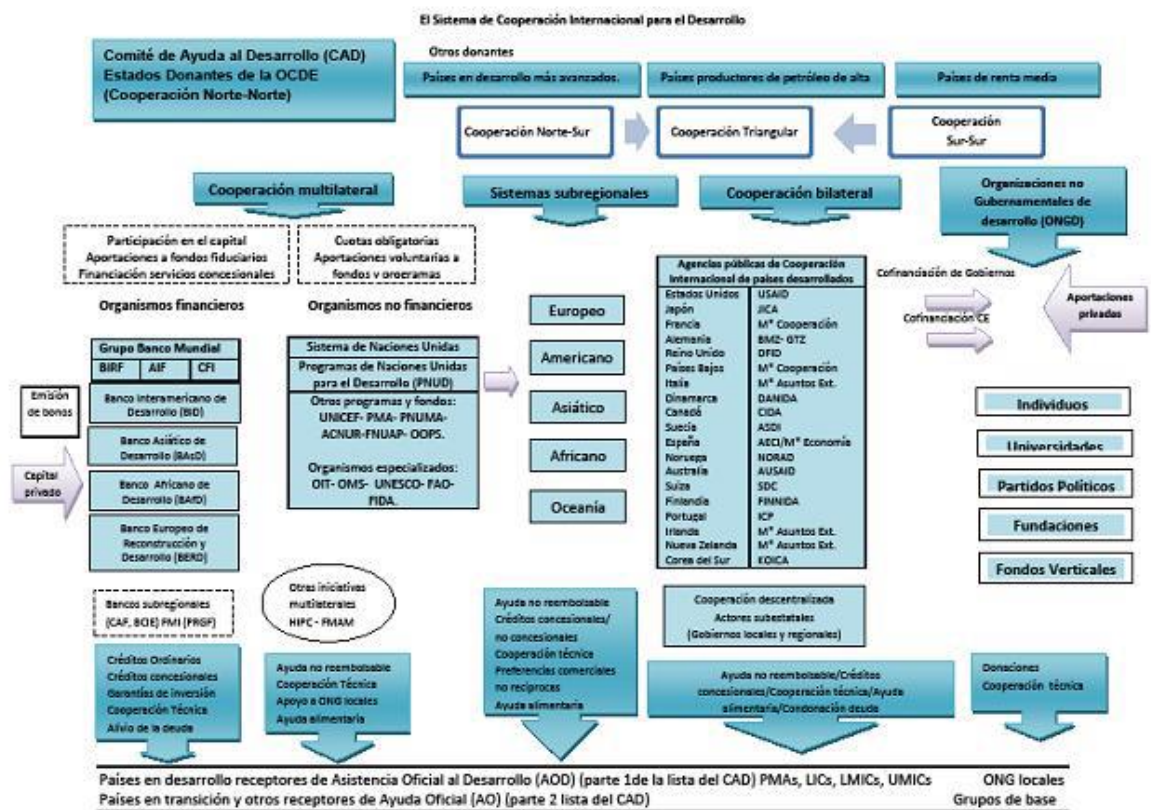 El Sistema de Cooperación Internacional para el Desarrollo
Comité de Ayuda al Desarrollo (CAD)
Estados Donantes de la OCDE
(Cooperación Norte-Norte)
Otros donantes
Países en desarrollo más avanzados.
Países productores de petróleo de alta
Países de renta media
Cooperación Norte-Sur
Cooperación Triangular
Cooperación
Sur-Sur
Cooperación multilateral
Sistemas subregionales
Cooperación bilateral
Organizaciones no
Gubernamentales de
desarrollo (ONGD)
Participación en el capital
Aportaciones a fondos fiduciarios
Financiación servicios concesionales
Cuotas obligatorias
Aportaciones voluntarias a
fondos y programas
Organismos financieros
Organismos no financieros
Grupo Banco Mundial
BIRF AIF CFI
Banco Interamericano de
Desarrollo (BID)
Banco Asiático de
Desarrollo (BAsD)
Banco Africano de
Desarrollo (BAfD)
Banco Europeo de
Reconstrucción y
Desarrollo (BERD)
Emisión
de bonos
Capital
privado
Sistema de Naciones Unidas
Programas de Naciones Unidas
para el Desarrollo (PNUD)
Otros programas y fondos:
UNICEF- PMA- PNUMA-
ACNUR-FNUAP- OOPS.
Organismos especializados:
OIT- OMS- UNESCO- FAO-
FIDA.
Europeo
Americano
Asiático
Africano
Oceanía
Agencias públicas de Cooperación
Internacional de países desarrollados
Estados Unidos USAID
Japón JICA
Francia Mª Cooperación
Alemania BMZ- GTZ
Reino Unido DFID
Países Bajos Mª Cooperación
Italia Mª Asuntos Ext.
Dinamarca DANIDA
Canadá CIDA
Suecia ASDI
España AECI/Mª Economía
Noruega NORAD
Australia AUSAID
Suiza SDC
Finlandia FINNIDA
Portugal ICP
Irlanda Mª Asuntos Ext.
Nueva Zelanda Mª Asuntos Ext.
Corea del Sur KOICA
Cofinanciación de Gobiernos
Cofinanciación CE
Aportaciones
privadas
Individuos
Universidades
Partidos Políticos
Fundaciones
Fondos Verticales
Bancos subregionales
(CAF, BCIE) FMI (PRGF)
Otras iniciativas
multilaterales
HIPC - FMAM
Cooperación descentralizada
Actores subestatales
(Gobiernos locales y regionales)
Créditos Ordinarios
Créditos concesionales
Garantías de inversión
Cooperación Técnica
Alivio de la deuda
Ayuda no reembolsable
Cooperación Técnica
Apoyo a ONG locales
Ayuda alimentaria
Ayuda no reembolsable
Créditos concesionales/
no concesionales
Cooperación técnica
Preferencias comerciales
no recíprocas
Ayuda alimentaria
Ayuda no reembolsable/Créditos
concesionales/Cooperación técnica/Ayuda
alimentaria/Condonación deuda
Donaciones
Cooperación técnica
Países en desarrollo receptores de Asistencia Oficial al Desarrollo (AOD) (parte 1de la lista del CAD) PMAs, LICs, LMICs, UMICs ONG locales
Países en transición y otros receptores de Ayuda Oficial (AO) (parte 2 lista del CAD) Grupos de base